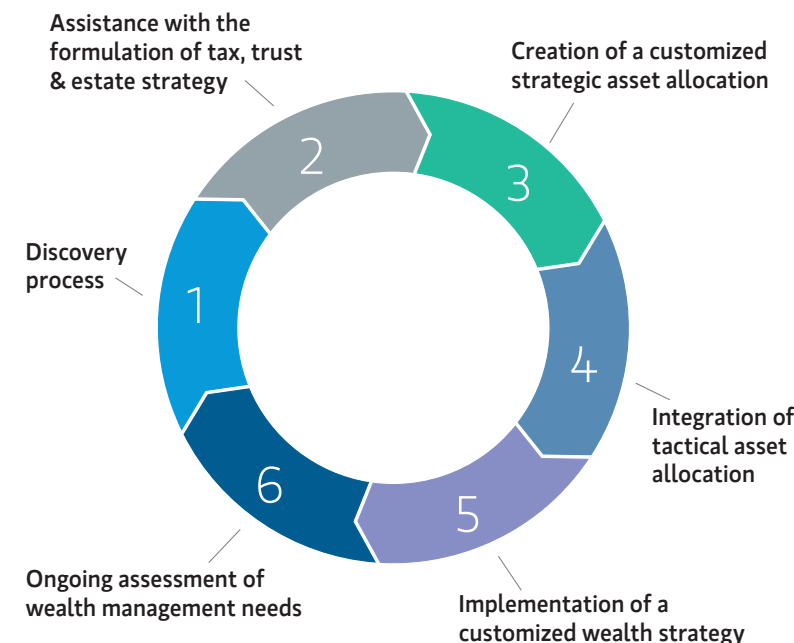 Assistance with the
formulation of tax, trust
& estate strategy
Creation of a customized
strategic asset allocation
2
3
Discovery
process
1
4
Integration of
tactical asset
allocation
6
5
Ongoing assessment of
wealth management needs
Implementation of a
customized wealth strategy